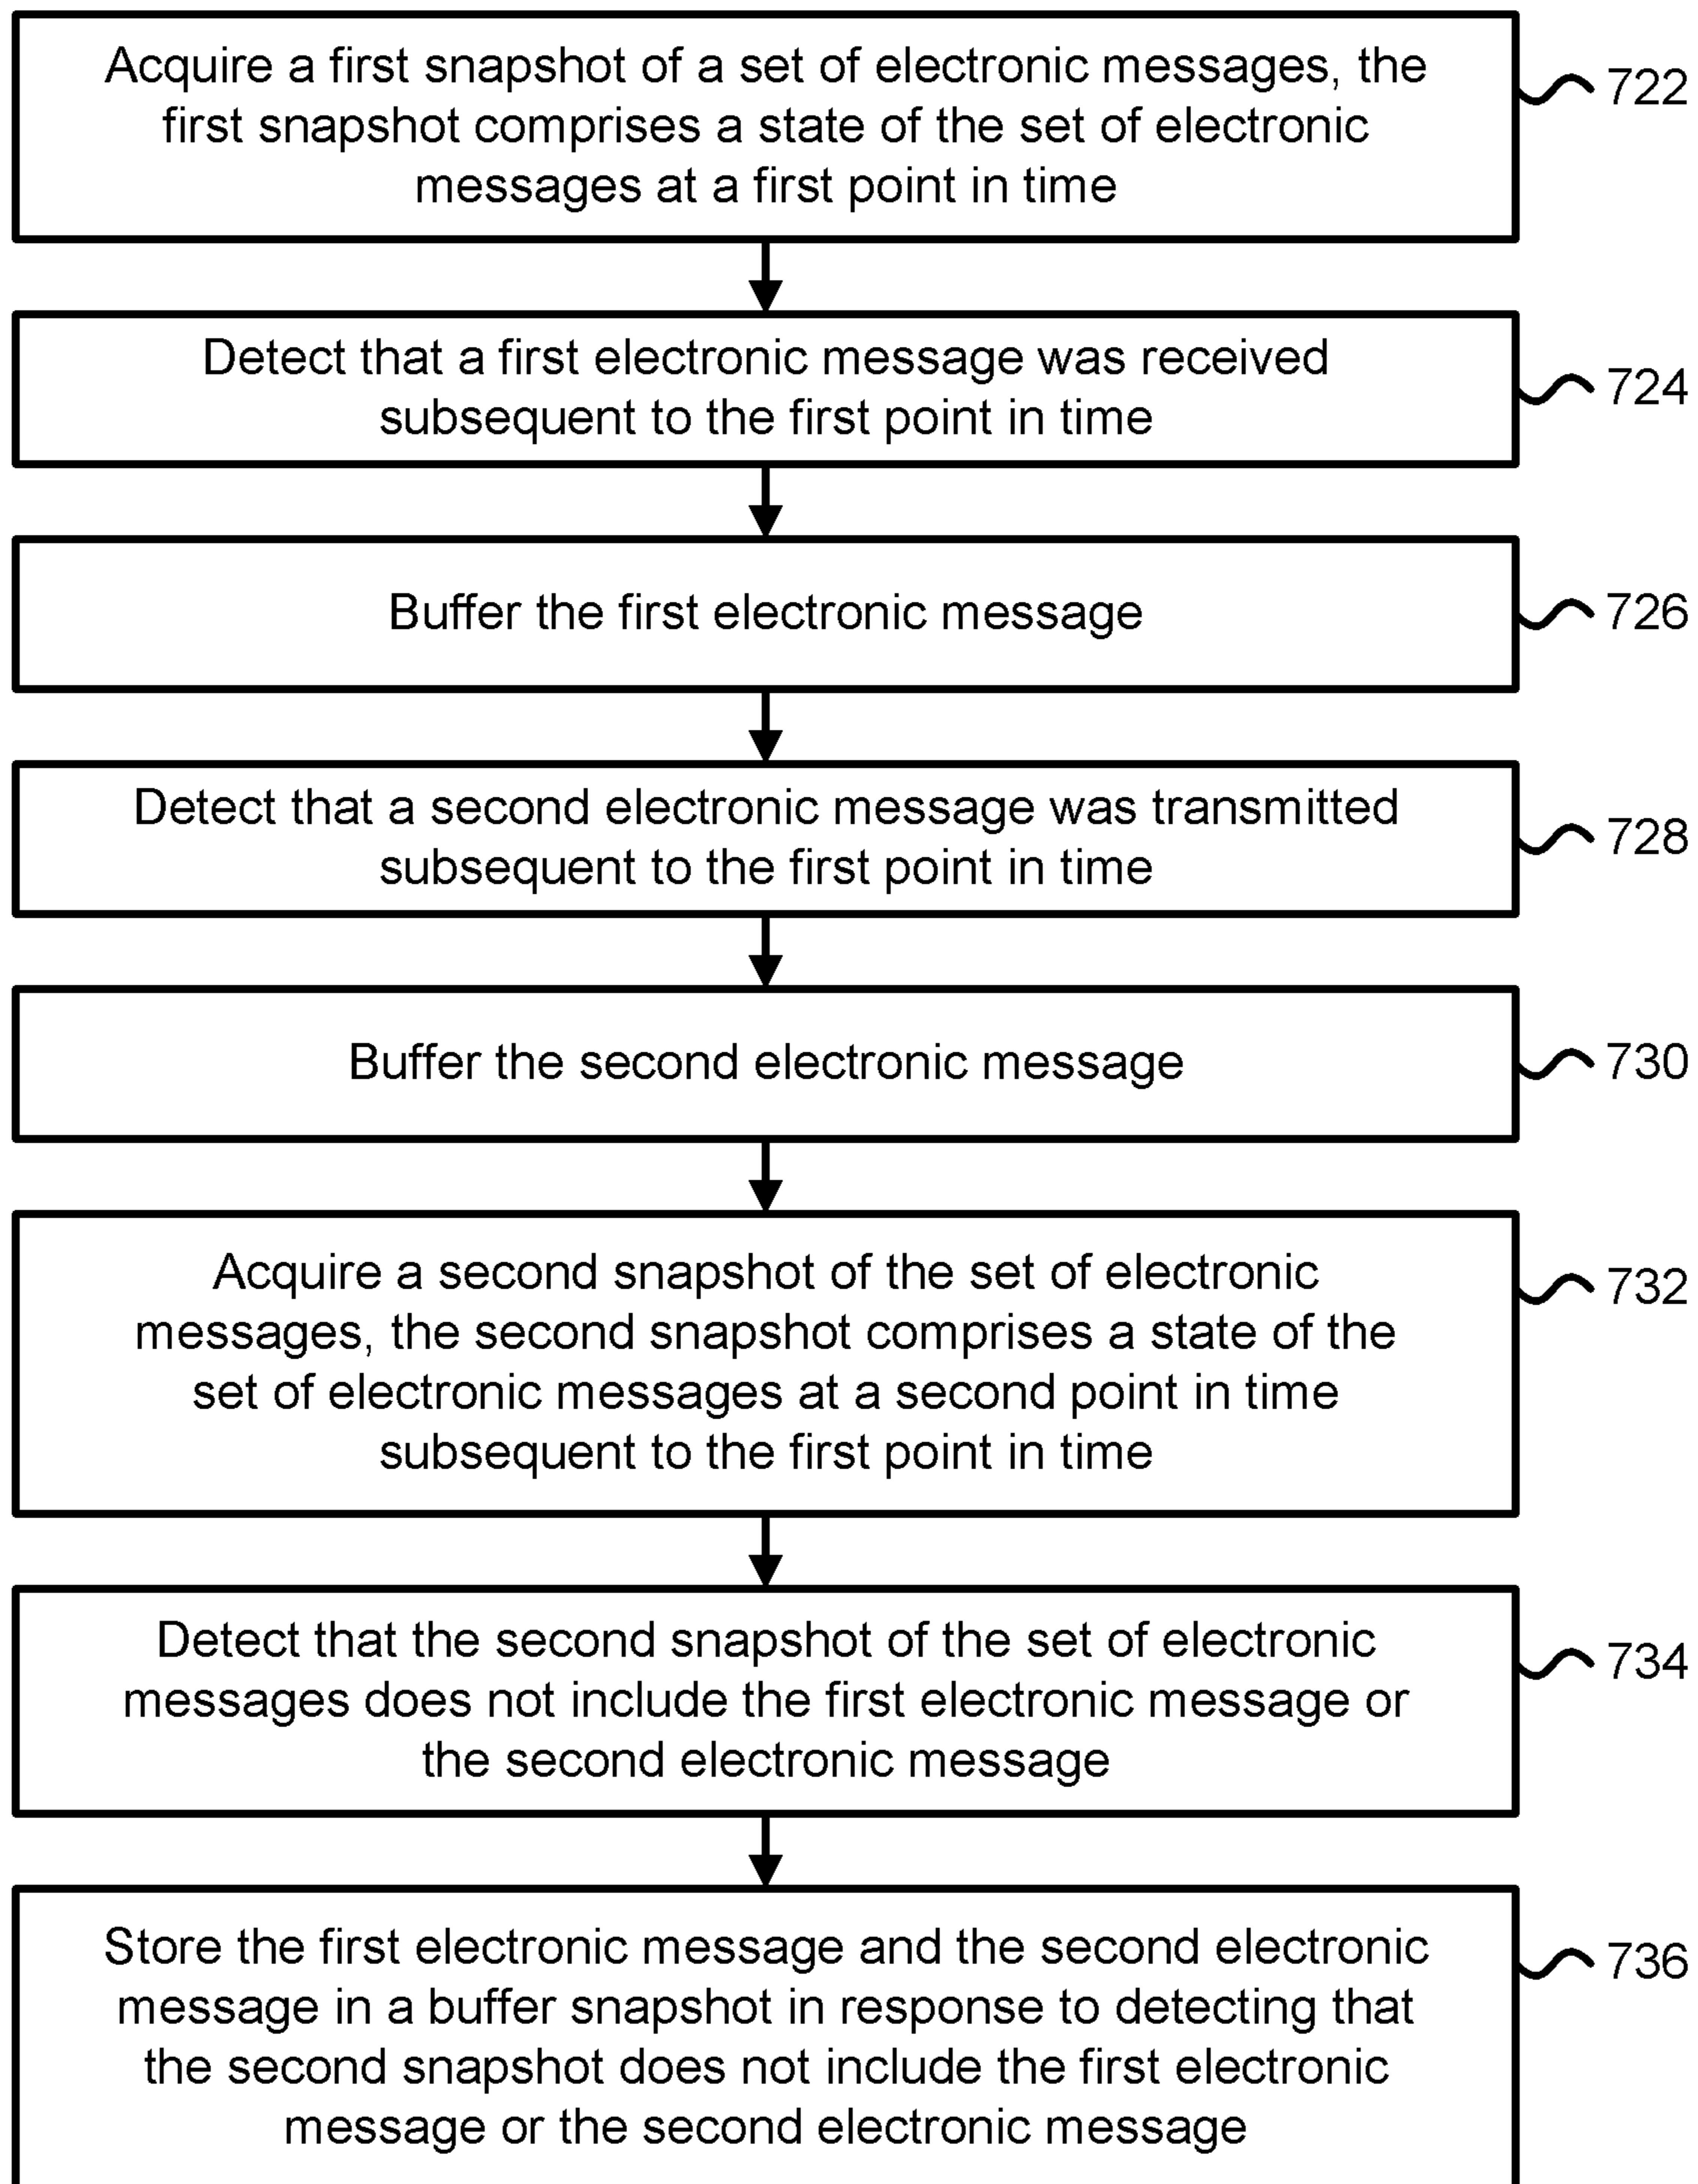 Acquire a first snapshot of a set of electronic messages, the
first snapshot comprises a state of the set of electronic
messages at a first point in time
722
Detect that a first electronic message was received
subsequent to the first point in time
724
Buffer the first electronic message
726
Detect that a second electronic message was transmitted
subsequent to the first point in time
728
Buffer the second electronic message
730
Acquire a second snapshot of the set of electronic
messages, the second snapshot comprises a state of the
set of electronic messages at a second point in time
subsequent to the first point in time
732
Detect that the second snapshot of the set of electronic
messages does not include the first electronic message or
the second electronic message
734
Store the first electronic message and the second electronic
message in a buffer snapshot in response to detecting that
the second snapshot does not include the first electronic
message or the second electronic message
736